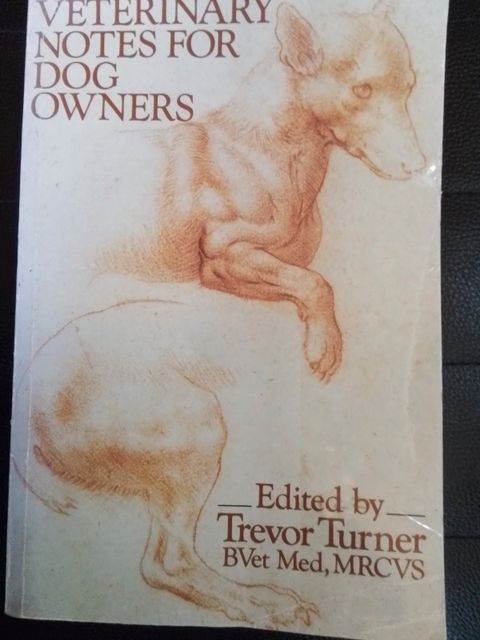 VETERINARY
NOTES FOR
DOG
OWNERS
Edited by
Trevor Turner
BVet Med, MRCVS